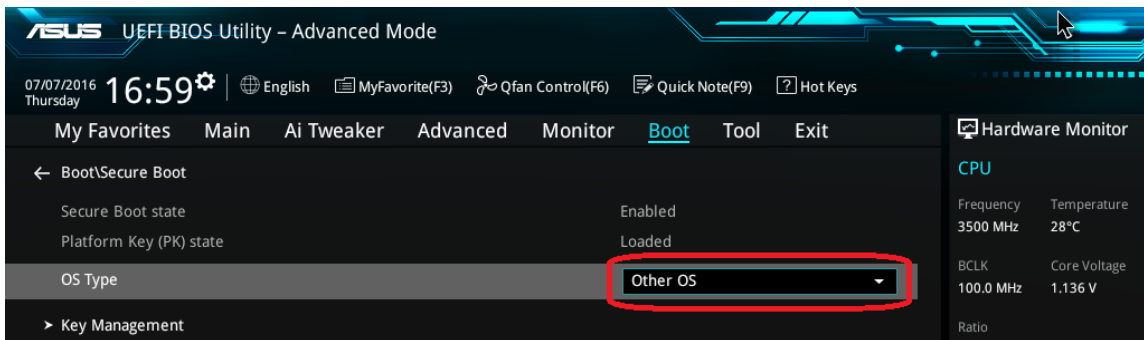 ASUS UEFI BIOS Utility – Advanced Mode
07/07/2016 Thursday 16:59 English MyFavorite(F3) Qfan Control(F6) Quick Note(F9) ? Hot Keys
My Favorites Main Ai Tweaker Advanced Monitor Boot Tool Exit
Hardware Monitor
← Boot\Secure Boot
Secure Boot state Enabled
Platform Key (PK) state Loaded
OS Type Other OS
> Key Management
CPU
Frequency Temperature
3500 MHz 28°C
BCLK Core Voltage
100.0 MHz 1.136 V
Ratio